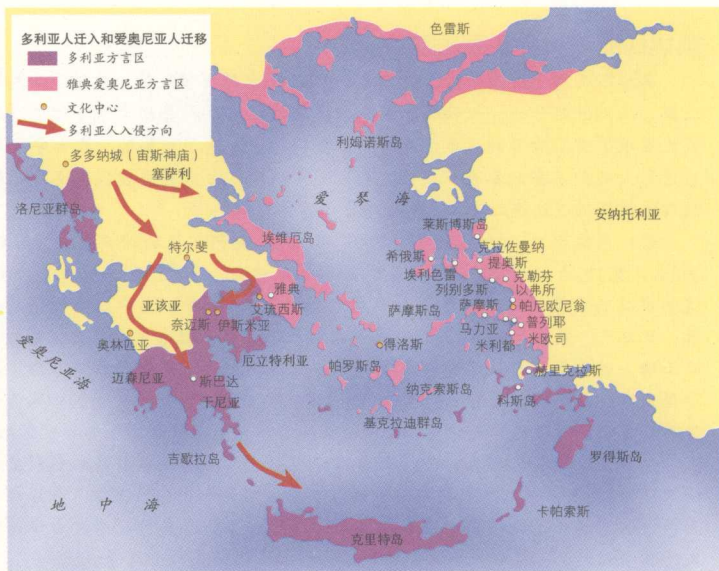 多利亚人迁入和爱奥尼亚人迁移
多利亚方言区
雅典爱奥尼亚方言区
文化中心
多利亚人入侵方向
色雷斯
利姆诺斯岛
多多纳城（宙斯神庙）
塞萨利
爱琴海
洛尼亚群岛
安纳托利亚
莱斯博斯岛
特尔斐
埃维厄岛
克拉佐曼纳
希俄斯
提奥斯
埃利色雷
克勒芬
列别多斯
以弗所
雅典
亚该亚
艾琉西斯
萨摩斯岛
萨摩斯
帕尼欧尼翁
奈迈斯
伊斯米亚
普列耶
马力亚
米欧司
奥林匹亚
得洛斯
米利都
厄立特利亚
爱奥尼亚海
帕罗斯岛
赫里克拉斯
迈森尼亚
斯巴达
纳克索斯岛
科斯岛
干尼亚
基克拉迪群岛
吉歇拉岛
罗得斯岛
地中海
卡帕索斯
克里特岛